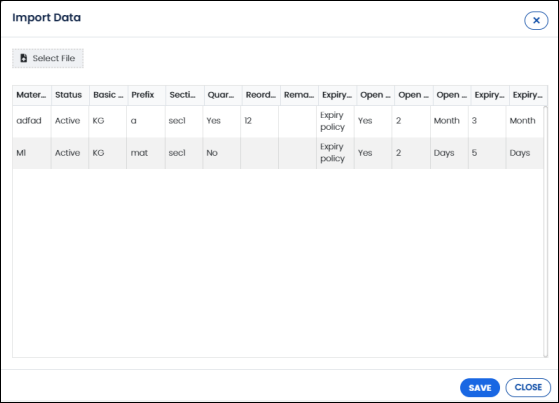 Import Data
Select File
Mater... Status Basic ... Prefix Secti... Quar... Reord... Rema... Expiry... Open ... Open ... Open ... Expiry... Expiry...
adfad Active KG a sec1 Yes 12 Expiry policy Yes 2 Month 3 Month
M1 Active KG mat sec1 No Expiry policy Yes 2 Days 5 Days
SAVE CLOSE